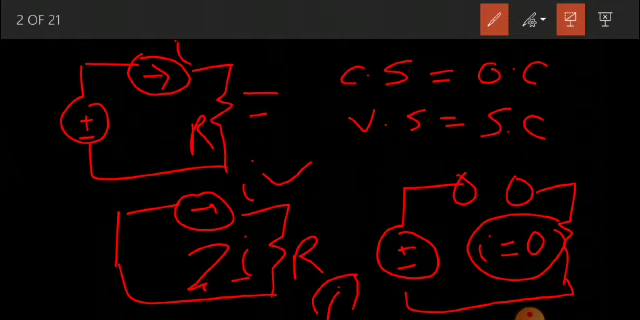 2 OF 21
i
C.S = O.C
R =
V.S = S.C
i
2i R
i = 0
i